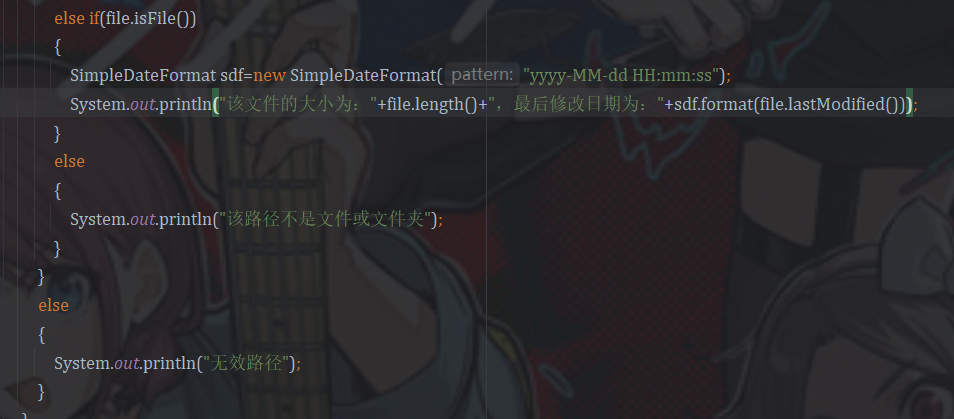 else if(file.isFile())
{
SimpleDateFormat sdf=new SimpleDateFormat( pattern: "yyyy-MM-dd HH:mm:ss");
System.out.println("该文件的大小为："+file.length()+"，最后修改日期为："+sdf.format(file.lastModified()));
}
else
{
System.out.println("该路径不是文件或文件夹");
}
}
else
{
System.out.println("无效路径");
}
}